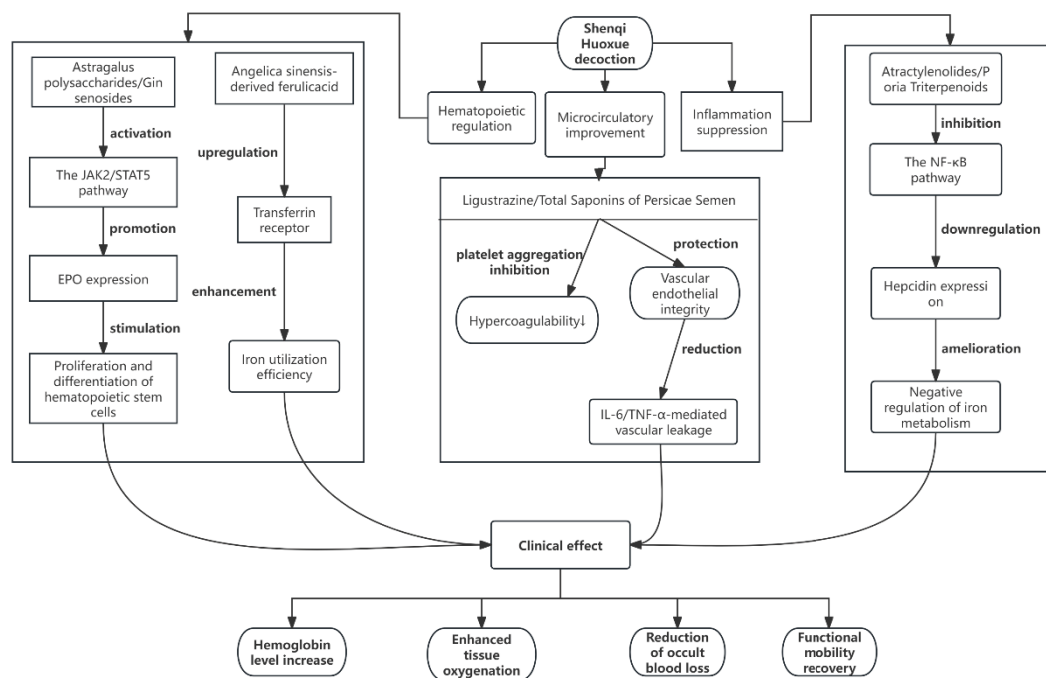 Shenqi
Huoxue
decoction
Hematopoietic
regulation
Microcirculatory
improvement
Inflammation
suppression
Astragalus
polysaccharides/Gin
senosides
activation
The JAK2/STAT5
pathway
promotion
EPO expression
stimulation
Proliferation and
differentiation of
hematopoietic stem
cells
Angelica sinensis-
derived ferulicacid
upregulation
Transferrin
receptor
enhancement
Iron utilization
efficiency
Ligustrazine/Total Saponins of Persicae Semen
platelet aggregation
inhibition
Hypercoagulability↓
protection
Vascular
endothelial
integrity
reduction
IL-6/TNF-α-mediated
vascular leakage
Atractylenolides/P
oria Triterpenoids
inhibition
The NF-κB
pathway
downregulation
Hepcidin expressi
on
amelioration
Negative
regulation of iron
metabolism
Clinical effect
Hemoglobin
level increase
Enhanced
tissue
oxygenation
Reduction
of occult
blood loss
Functional
mobility
recovery